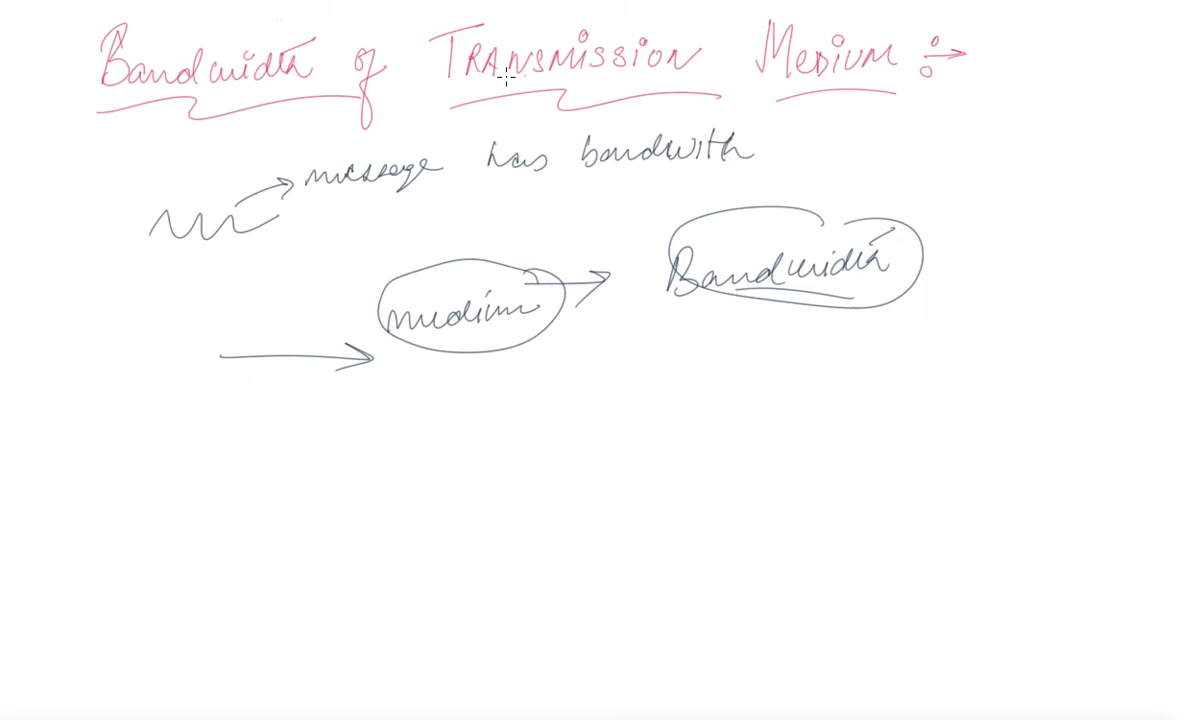 Bandwidth of TRANSMISSION MEDIUM :→
message has bandwith
Bandwidth
medium